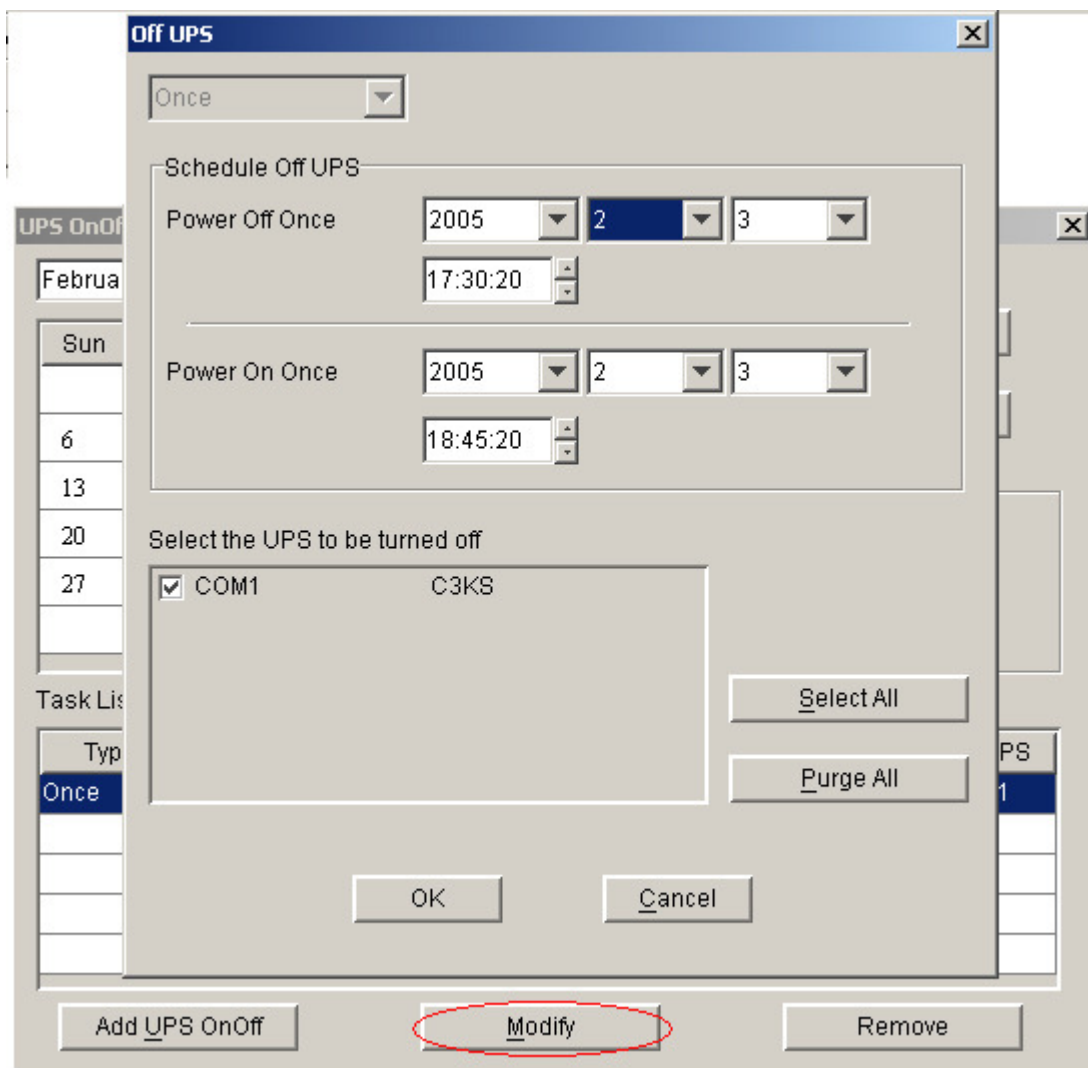 Off UPS
Once
Schedule Off UPS
Power Off Once 2005 2 3
17:30:20
Power On Once 2005 2 3
18:45:20
Select the UPS to be turned off
COM1 C3KS
Select All
Purge All
OK Cancel
UPS OnOf
Februa
Sun
6
13
20
27
Task Lis
Typ PS
Once 1
Add UPS OnOff Modify Remove